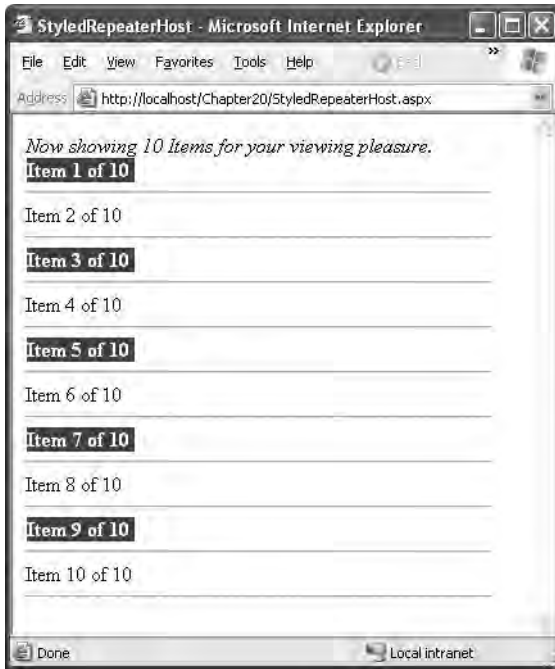 StyledRepeaterHost - Microsoft Internet Explorer
File Edit View Favorites Tools Help
Address http://localhost/Chapter20/StyledRepeaterHost.aspx
Now showing 10 Items for your viewing pleasure.
Item 1 of 10
Item 2 of 10
Item 3 of 10
Item 4 of 10
Item 5 of 10
Item 6 of 10
Item 7 of 10
Item 8 of 10
Item 9 of 10
Item 10 of 10
Done Local intranet